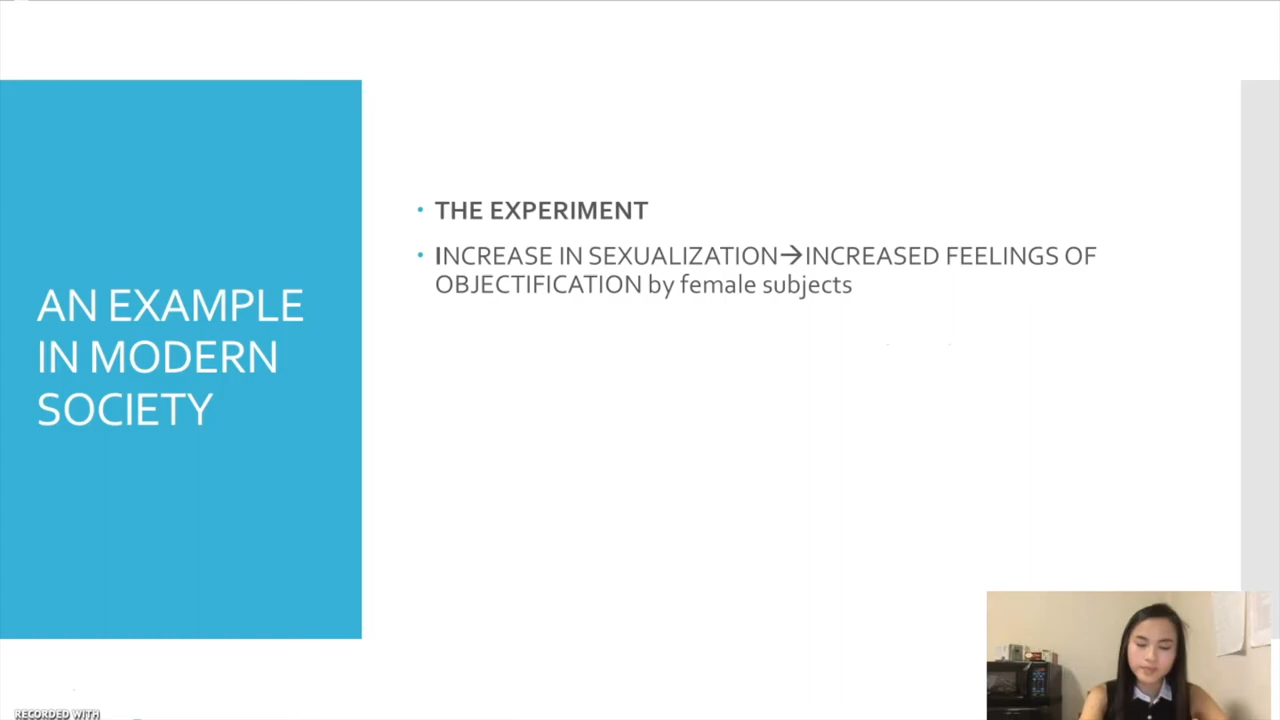 AN EXAMPLE
IN MODERN
SOCIETY
• THE EXPERIMENT
• INCREASE IN SEXUALIZATION→INCREASED FEELINGS OF
OBJECTIFICATION by female subjects
RECORDED WITH